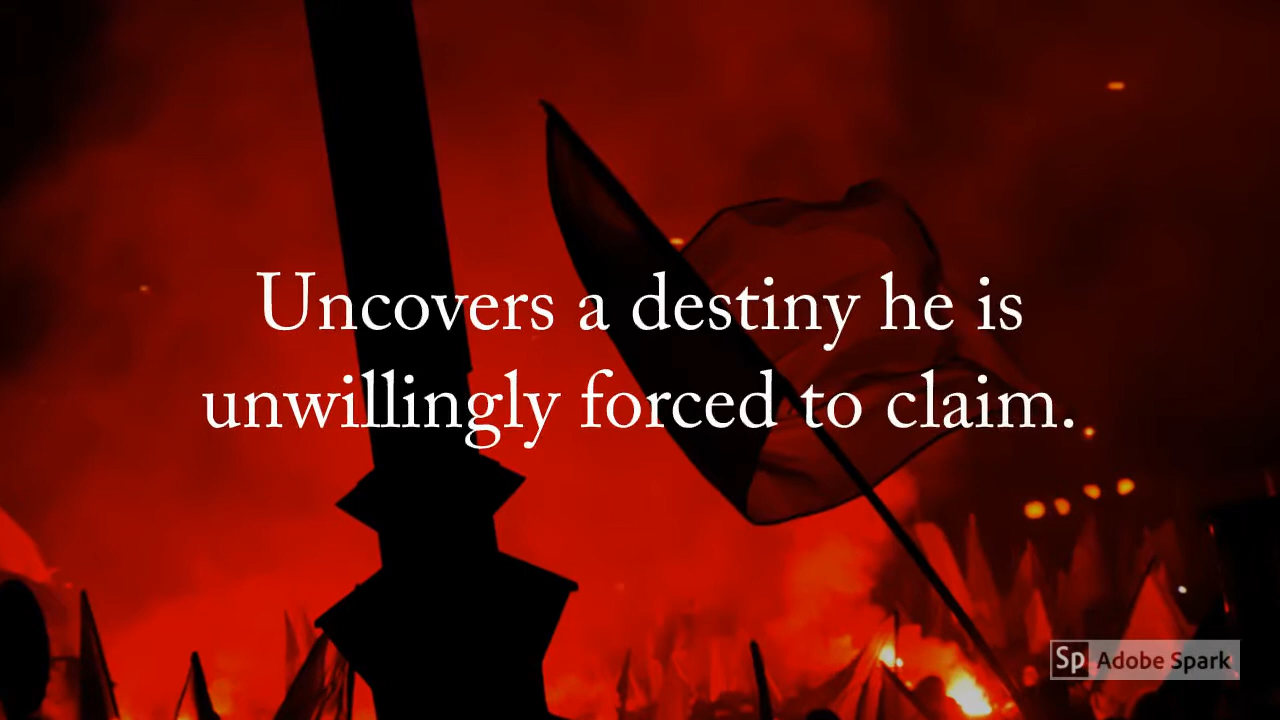 Uncovers a destiny he is
unwillingly forced to claim.
Sp Adobe Spark